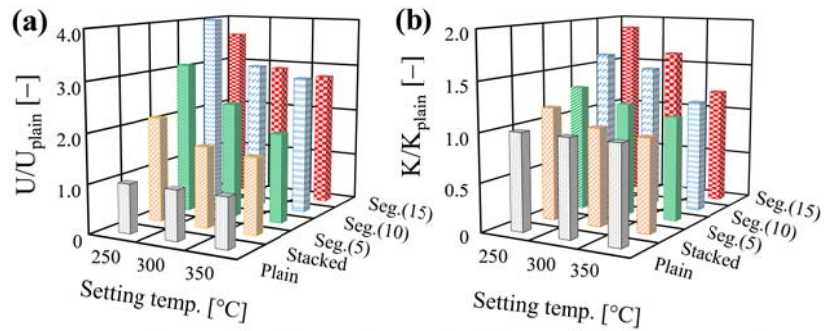 (a)
4.0
3.0
2.0
1.0
0
U/U_plain [−]
250
300
350
Setting temp. [°C]
Plain
Stacked
Seg.(5)
Seg.(10)
Seg.(15)
(b)
2.0
1.5
1.0
0.5
0
K/K_plain [−]
250
300
350
Setting temp. [°C]
Plain
Stacked
Seg.(5)
Seg.(10)
Seg.(15)